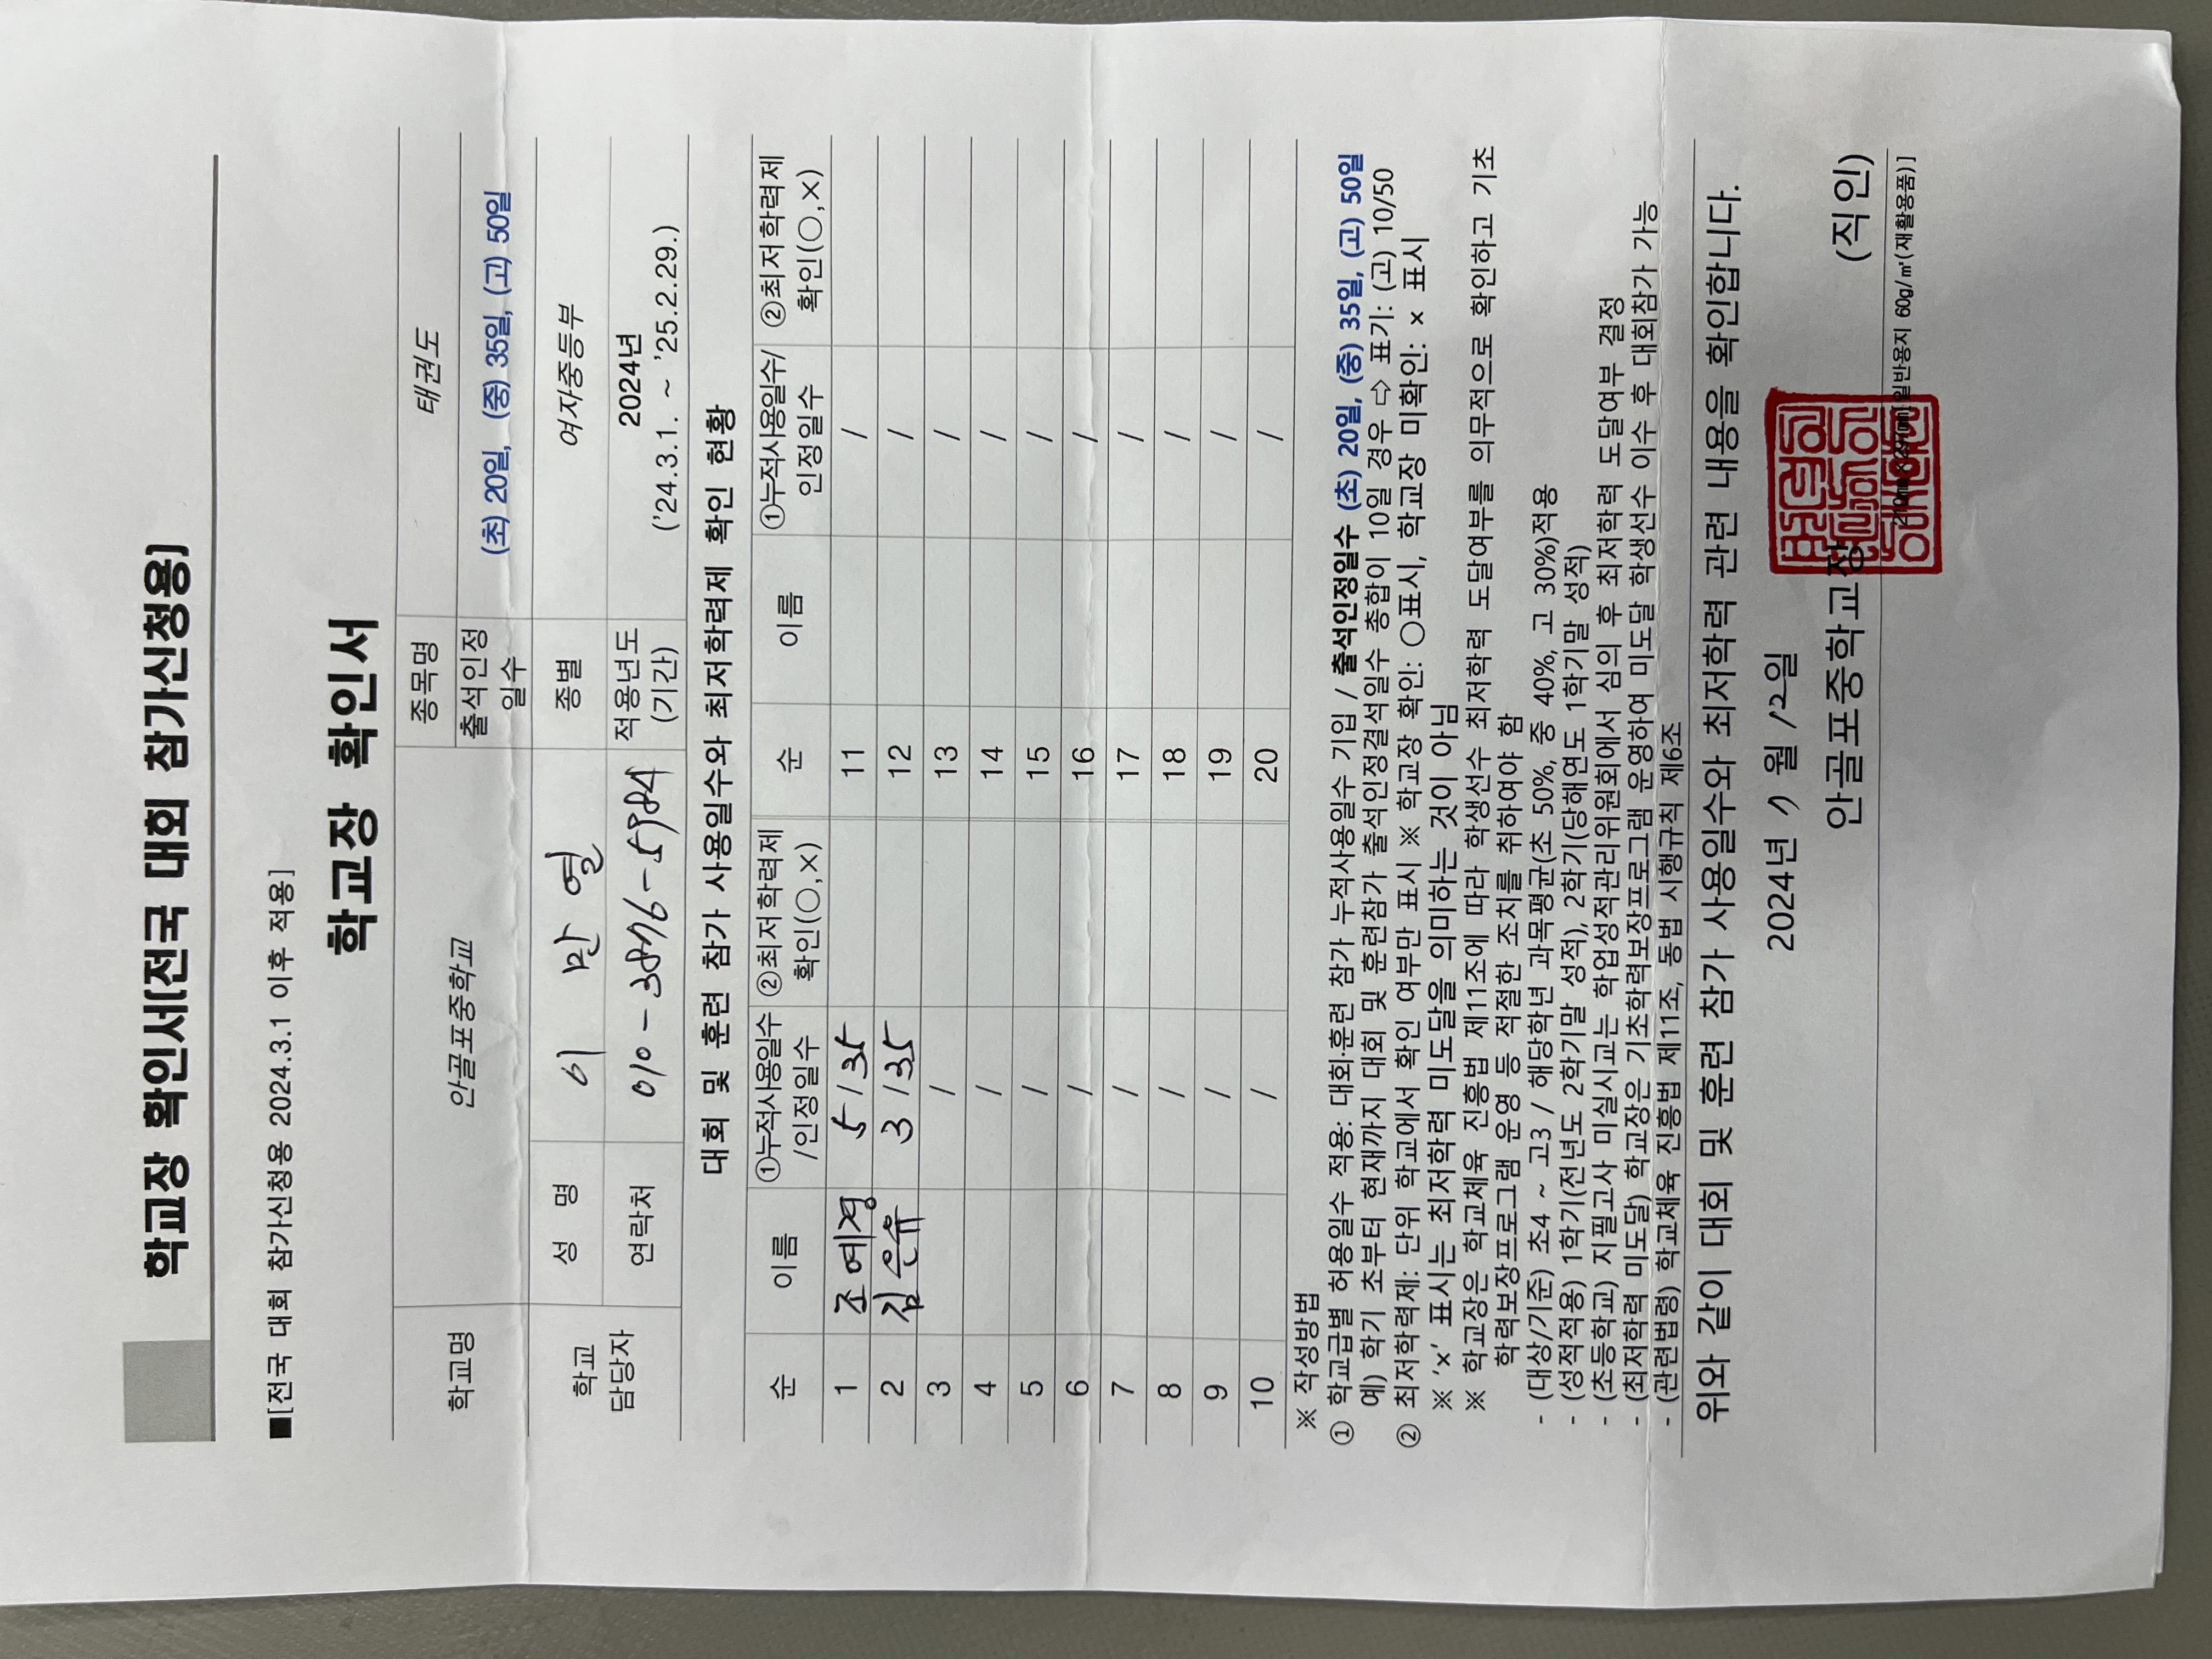 학교장 확인서(전국 대회 참가신청용)
■[전국 대회 참가신청용 2024.3.1 이후 적용]
학교장 확인서
학교명 안골포중학교 종목명 태권도
출석인정일수 (초) 20일, (중) 35일, (고) 50일
학교 담당자 성 명 이만열 종별 여자중등부
연락처 010-3876-5784 적용년도(기간) 2024년 ('24.3.1. ~ '25.2.29.)
대회 및 훈련 참가 사용일수와 최저학력제 확인 현황
순 이름 ①누적사용일수/인정일수 ②최저학력제 확인(○,×) 순 이름 ①누적사용일수/인정일수 ②최저학력제 확인(○,×)
1 조예정 5/35 11 /
2 김은유 3/35 12 /
3 / 13 /
4 / 14 /
5 / 15 /
6 / 16 /
7 / 17 /
8 / 18 /
9 / 19 /
10 / 20 /
※ 작성방법
① 학교급별 허용일수 적용: 대회·훈련 참가 누적사용일수 기입 / 출석인정일수 (초) 20일, (중) 35일, (고) 50일
예) 학기 초부터 현재까지 대회 및 훈련참가 출석인정결석일수 총합이 10일 경우 ⇨ 표기: (고) 10/50
② 최저학력제: 단위 학교에서 확인 여부만 표시 ※ 학교장 확인: ○표시, 학교장 미확인: × 표시
※ '×' 표시는 최저학력 미도달을 의미하는 것이 아님
※ 학교장은 학교체육 진흥법 제11조에 따라 학생선수 최저학력 도달여부를 의무적으로 확인하고 기초
학력보장프로그램 운영 등 적절한 조치를 취하여야 함
- (대상/기준) 초4 ~ 고3 / 해당학년 과목평균(초 50%, 중 40%, 고 30%)적용
- (성적적용) 1학기(전년도 2학기말 성적), 2학기(당해연도 1학기말 성적)
- (초등학교) 지필고사 미실시교는 학업성적관리위원회에서 심의 후 최저학력 도달여부 결정
- (최저학력 미도달) 학교장은 기초학력보장프로그램 운영하여 미도달 학생선수 이수 후 대회참가 가능
- (관련법령) 학교체육 진흥법 제11조, 동법 시행규칙 제6조
위와 같이 대회 및 훈련 참가 사용일수와 최저학력 관련 내용을 확인합니다.
2024년 7월 12일
안골포중학교장 (직인)
210㎜×297㎜[일반용지 60g/㎡(재활용품)]